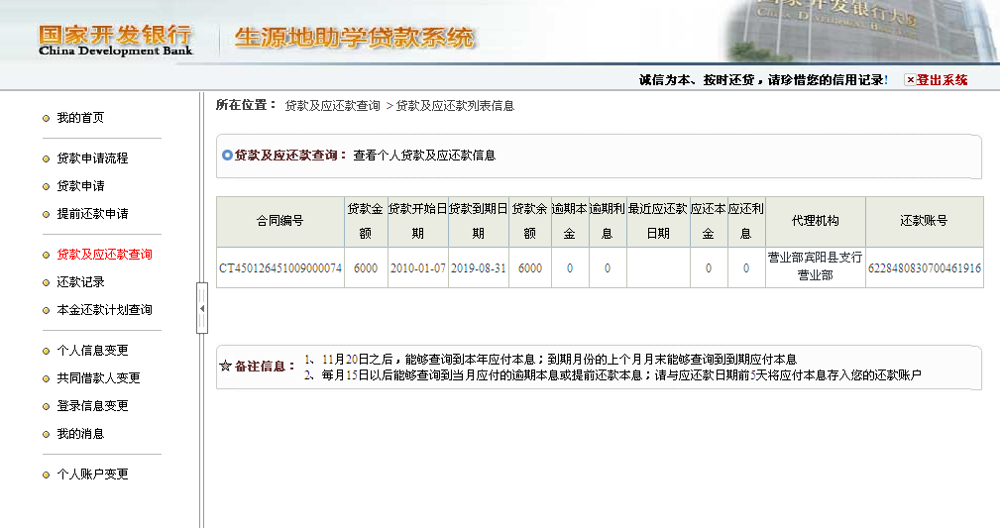 国家开发银行
China Development Bank
生源地助学贷款系统
诚信为本、按时还贷，请珍惜您的信用记录! 登出系统
所在位置： 贷款及应还款查询 > 贷款及应还款列表信息
我的首页
贷款申请流程
贷款申请
提前还款申请
贷款及应还款查询
还款记录
本金还款计划查询
个人信息变更
共同借款人变更
登录信息变更
我的消息
个人账户变更
贷款及应还款查询： 查看个人贷款及应还款信息
合同编号 贷款金额 贷款开始日期 贷款到期日期 贷款余额 逾期本金 逾期利息 最近应还款日期 应还本金 应还利息 代理机构 还款账号
CT450126451009000074 6000 2010-01-07 2019-08-31 6000 0 0 0 0 营业部宾阳县支行营业部 6228480830700461916
备注信息：
1、11月20日之后，能够查询到本年应付本息；到期月份的上个月月末能够查询到到期应付本息
2、每月15日以后能够查询到当月应付的逾期本息或提前还款本息；请与应还款日期前5天将应付本息存入您的还款账户